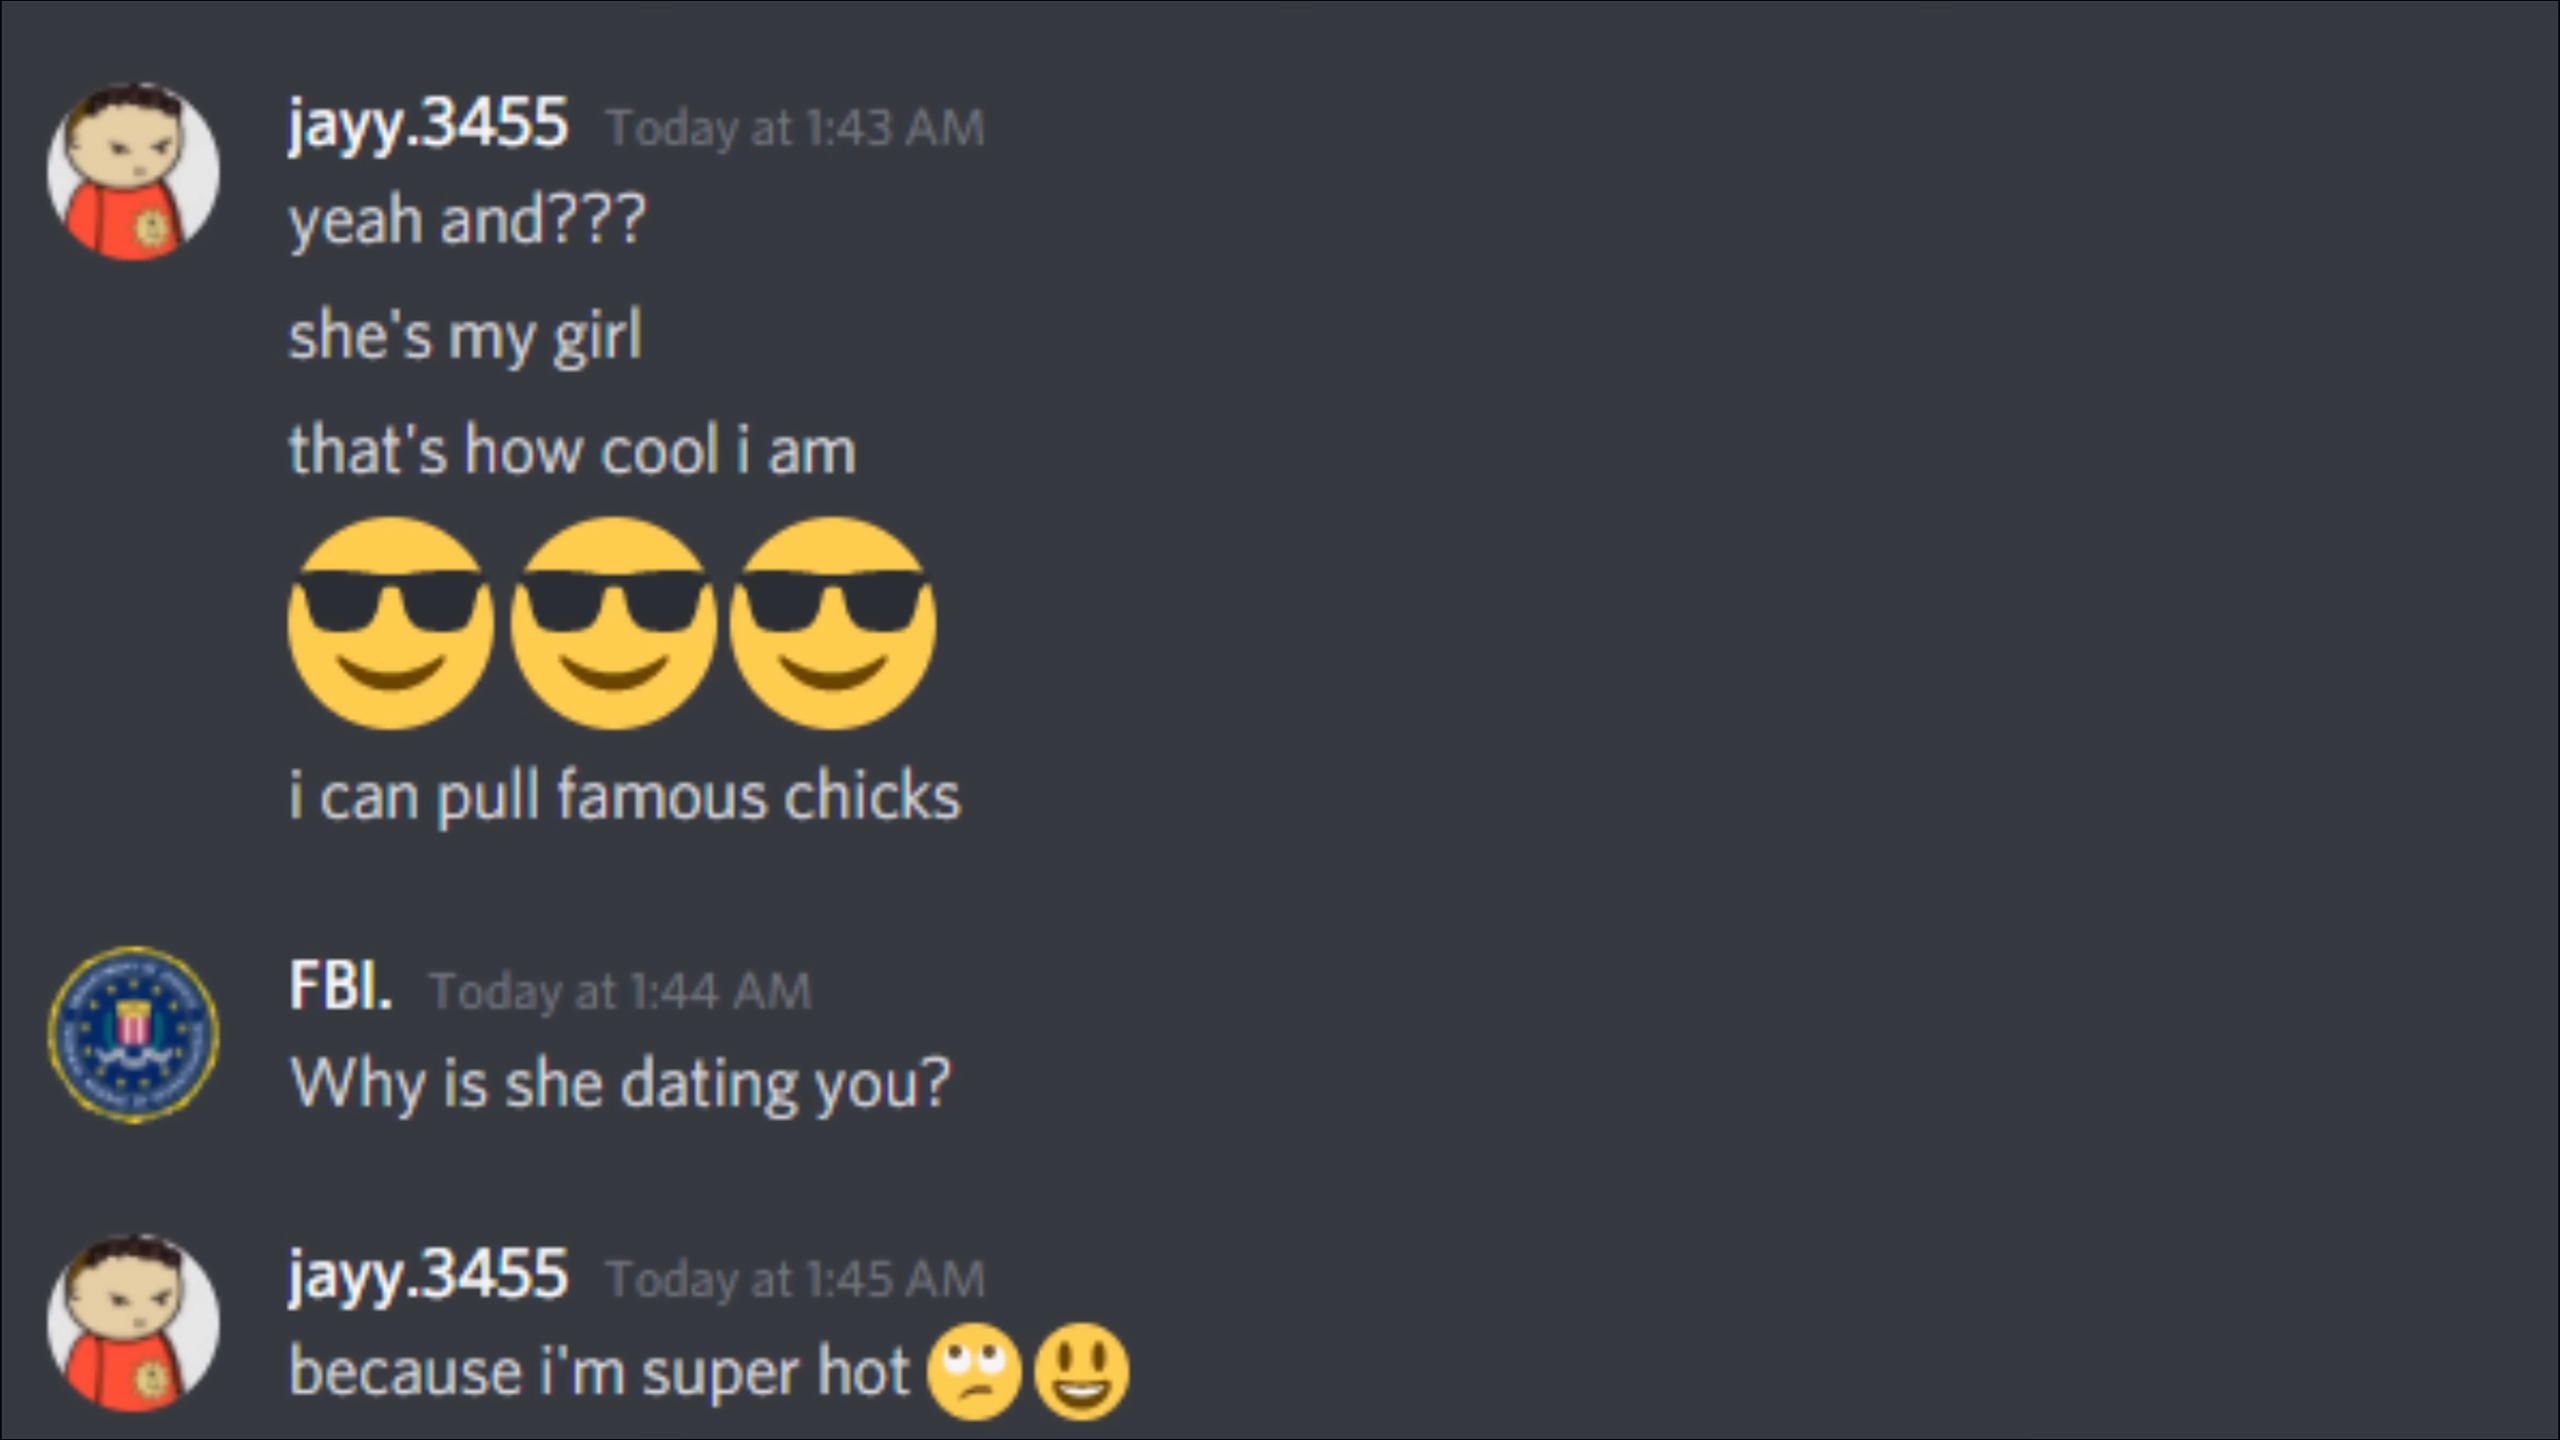 jayy.3455 Today at 1:43 AM
yeah and???
she's my girl
that's how cool i am
😎😎😎
i can pull famous chicks
FBI. Today at 1:44 AM
Why is she dating you?
jayy.3455 Today at 1:45 AM
because i'm super hot 🙄😃